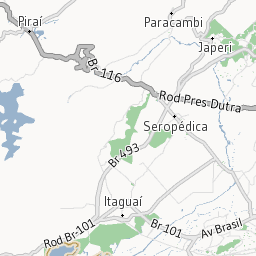 Piraí
Paracambi
Japeri
Br-116
Rod Pres Dutra
Seropédica
Br 493
Itaguaí
Rod Br-101
Br 101
Av Brasil